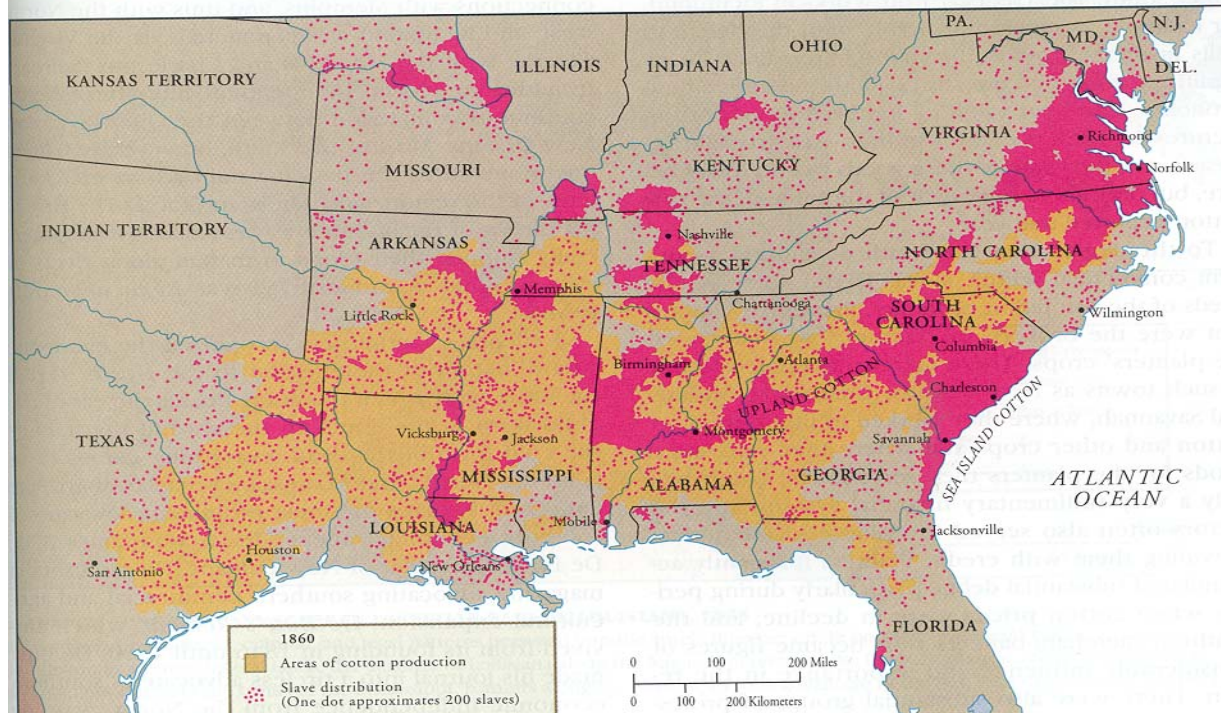 PA.
N.J.
OHIO
MD.
KANSAS TERRITORY
ILLINOIS
INDIANA
DEL.
VIRGINIA
Richmond
MISSOURI
KENTUCKY
Norfolk
INDIAN TERRITORY
ARKANSAS
Nashville
NORTH CAROLINA
TENNESSEE
Memphis
Chattanooga
Little Rock
SOUTH
CAROLINA
Wilmington
Columbia
Birmingham
Atlanta
UPLAND COTTON
Charleston
TEXAS
Vicksburg
Jackson
Montgomery
Savannah
SEA ISLAND COTTON
MISSISSIPPI
ALABAMA
GEORGIA
ATLANTIC
OCEAN
LOUISIANA
Mobile
Jacksonville
Houston
New Orleans
San Antonio
FLORIDA
1860
Areas of cotton production
Slave distribution
(One dot approximates 200 slaves)
0 100 200 Miles
0 100 200 Kilometers